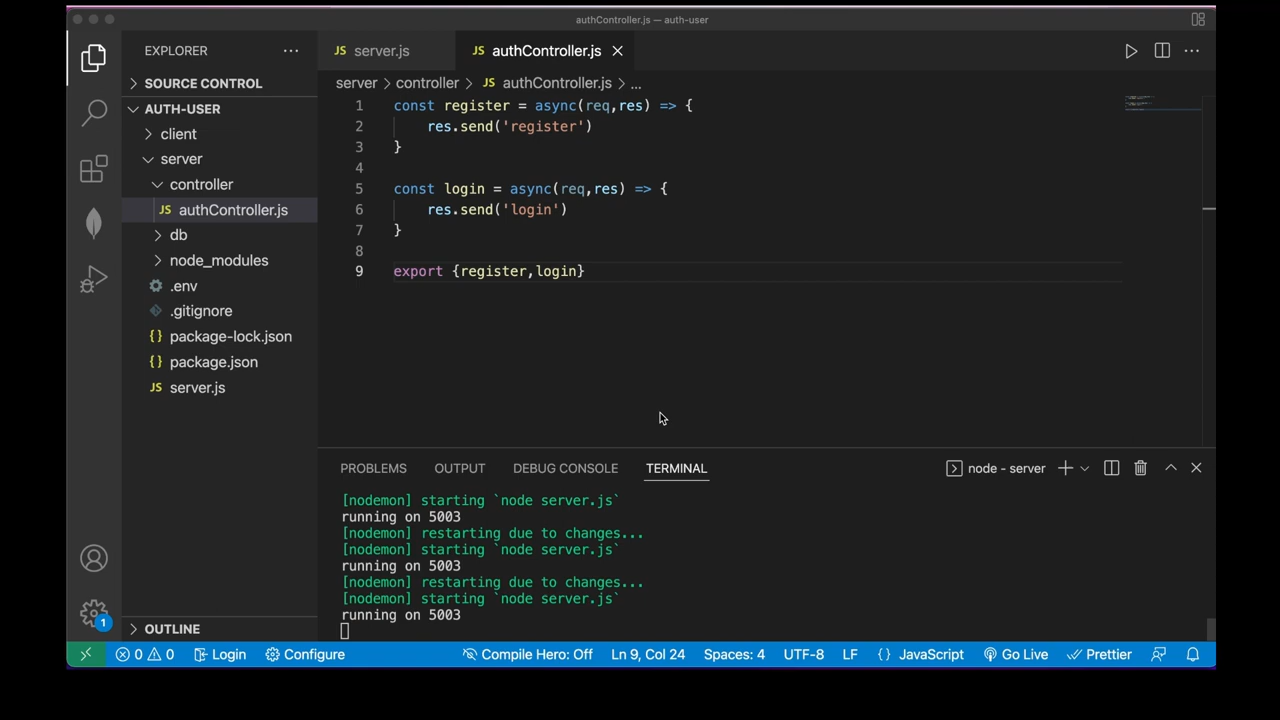 authController.js — auth-user
EXPLORER
SOURCE CONTROL
AUTH-USER
client
server
controller
JS authController.js
db
node_modules
.env
.gitignore
{} package-lock.json
{} package.json
JS server.js
OUTLINE
JS server.js
JS authController.js
server > controller > JS authController.js > ...
1 const register = async(req,res) => {
2 res.send('register')
3 }
4
5 const login = async(req,res) => {
6 res.send('login')
7 }
8
9 export {register,login}
PROBLEMS OUTPUT DEBUG CONSOLE TERMINAL
node - server
[nodemon] starting `node server.js`
running on 5003
[nodemon] restarting due to changes...
[nodemon] starting `node server.js`
running on 5003
[nodemon] restarting due to changes...
[nodemon] starting `node server.js`
running on 5003
1
0 0 Login Configure Compile Hero: Off Ln 9, Col 24 Spaces: 4 UTF-8 LF {} JavaScript Go Live Prettier